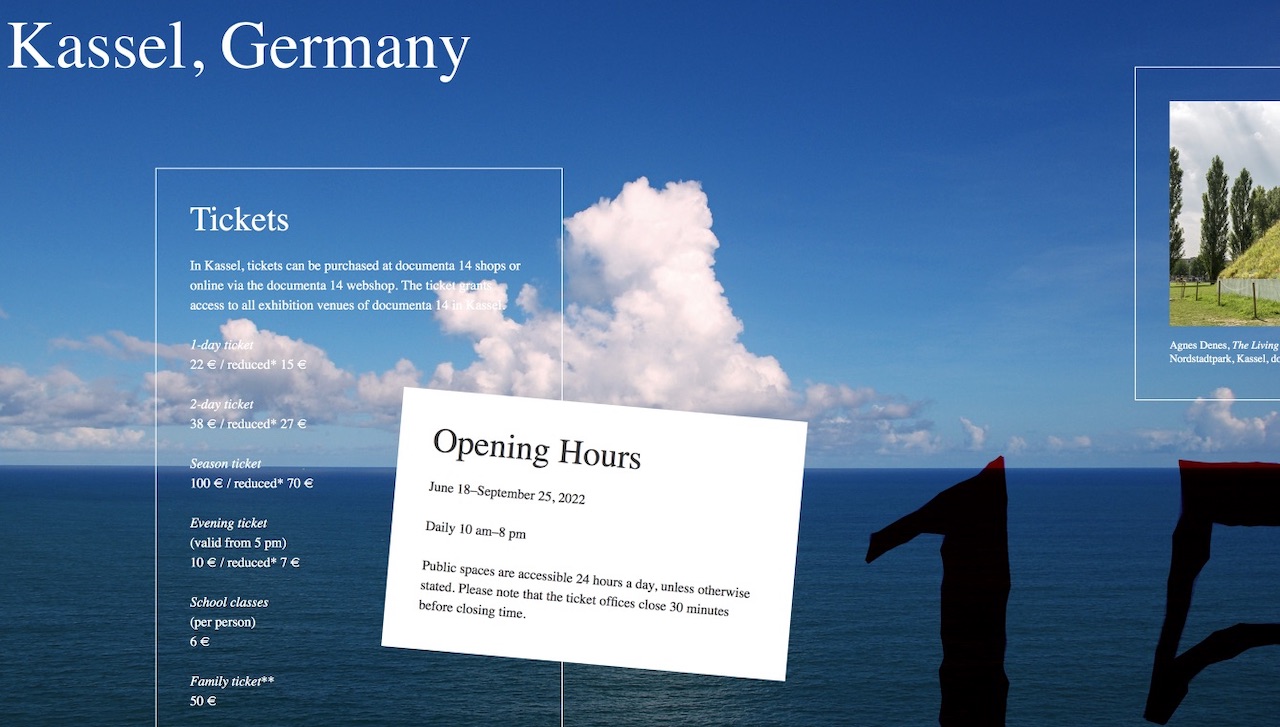 Kassel, Germany
Tickets
In Kassel, tickets can be purchased at documenta 14 shops or
online via the documenta 14 webshop. The ticket grants
access to all exhibition venues of documenta 14 in Kassel.
1-day ticket
22 € / reduced* 15 €
2-day ticket
38 € / reduced* 27 €
Season ticket
100 € / reduced* 70 €
Evening ticket
(valid from 5 pm)
10 € / reduced* 7 €
School classes
(per person)
6 €
Family ticket**
50 €
Opening Hours
June 18–September 25, 2022
Daily 10 am–8 pm
Public spaces are accessible 24 hours a day, unless otherwise
stated. Please note that the ticket offices close 30 minutes
before closing time.
Agnes Denes, The Living
Nordstadtpark, Kassel, do
15